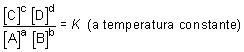 [C]ᶜ [D]ᵈ
[A]ᵃ [B]ᵇ = K (a temperatura constante)